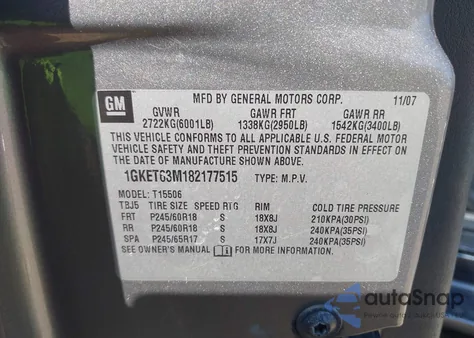 GM
MFD BY GENERAL MOTORS CORP. 11/07
GVWR GAWR FRT GAWR RR
2722KG(6001LB) 1338KG(2950LB) 1542KG(3400LB)
THIS VEHICLE CONFORMS TO ALL APPLICABLE U.S. FEDERAL MOTOR
VEHICLE SAFETY AND THEFT PREVENTION STANDARDS IN EFFECT ON
THE DATE OF MANUFACTURE SHOWN ABOVE.
1GKET63M182177515 TYPE: M.P.V.
MODEL: T15506
TBJ5 TIRE SIZE SPEED RTG RIM COLD TIRE PRESSURE
FRT P245/60R18 S 18X8J 210KPA(30PSI)
RR P245/60R18 S 18X8J 240KPA(35PSI)
SPA P245/65R17 S 17X7J 240KPA(35PSI)
SEE OWNER'S MANUAL FOR MORE INFORMATION.
autoSnap